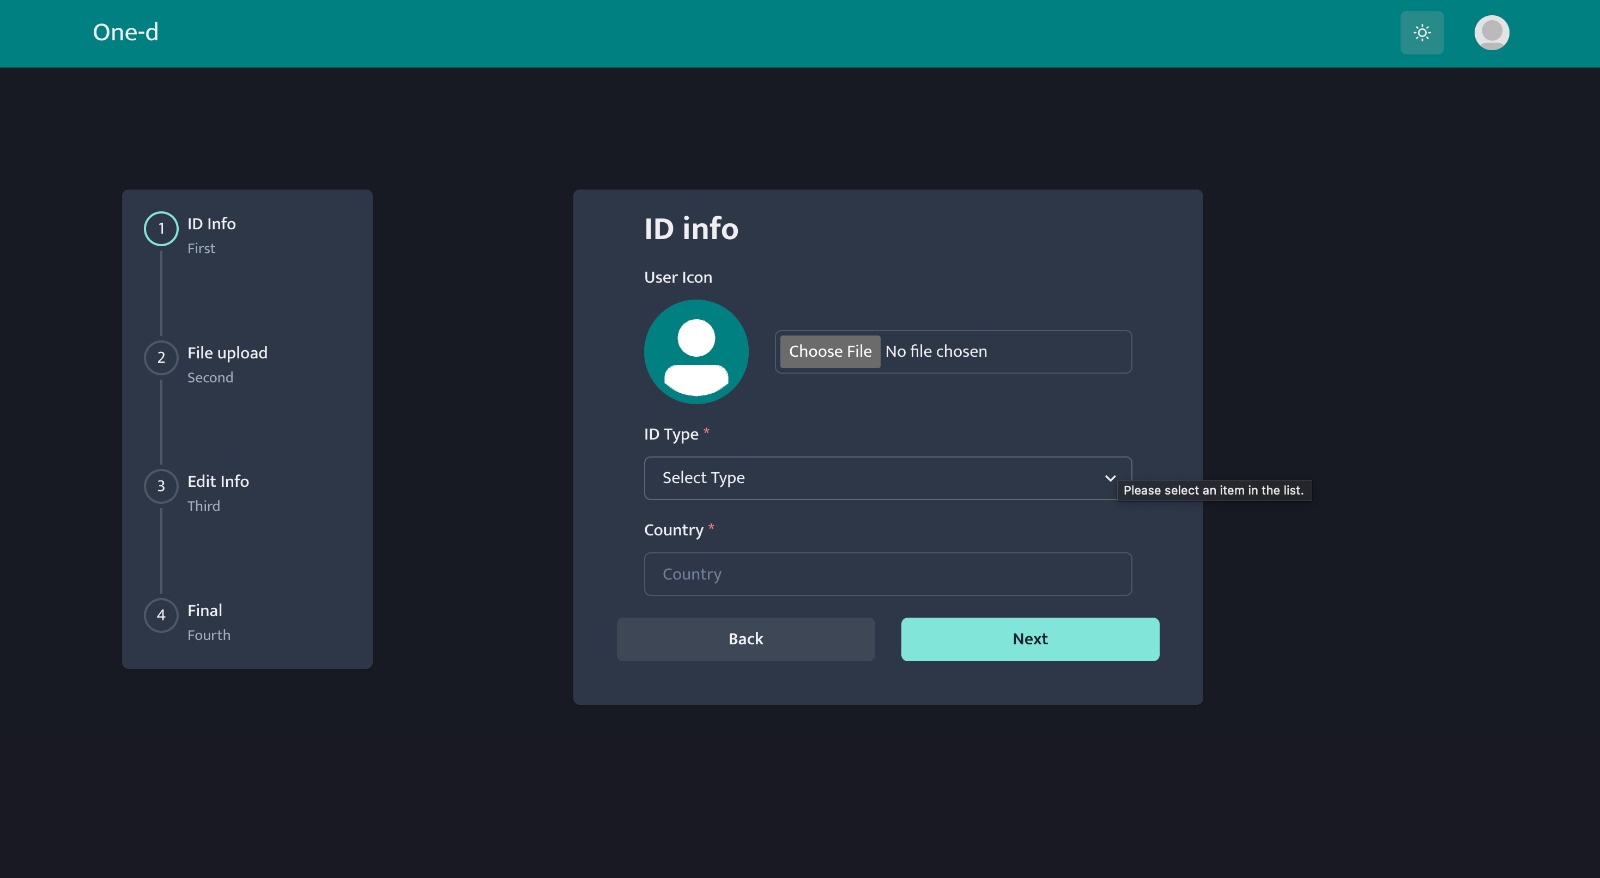 One-d
1
ID Info
First
2
File upload
Second
3
Edit Info
Third
4
Final
Fourth
ID info
User Icon
Choose File No file chosen
ID Type *
Select Type
Please select an item in the list.
Country *
Country
Back
Next